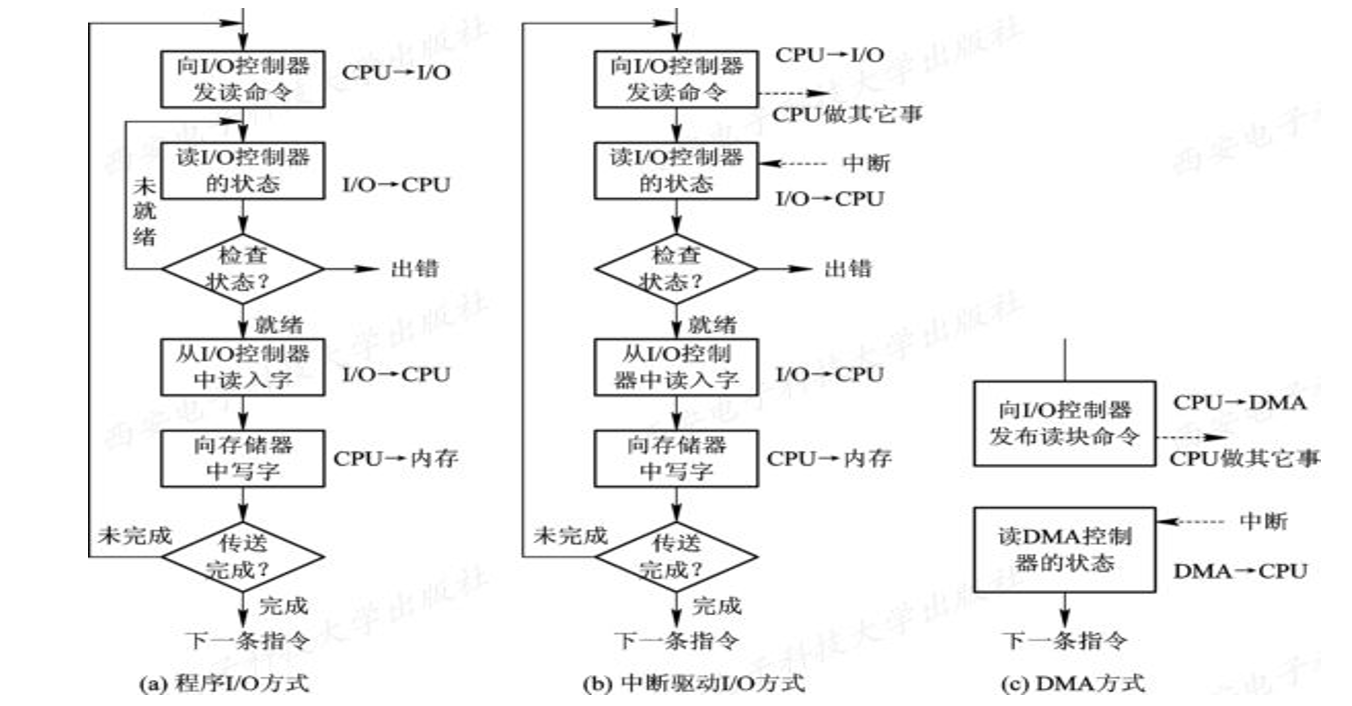 向I/O控制器
发读命令
CPU→I/O
读I/O控制器
的状态
I/O→CPU
未
就
绪
检查
状态?
出错
就绪
从I/O控制器
中读入字
I/O→CPU
向存储器
中写字
CPU→内存
未完成
传送
完成?
完成
下一条指令
(a) 程序I/O方式
向I/O控制器
发读命令
CPU→I/O
CPU做其它事
读I/O控制器
的状态
中断
I/O→CPU
检查
状态?
出错
就绪
从I/O控制
器中读入字
I/O→CPU
向存储器
中写字
CPU→内存
未完成
传送
完成?
完成
下一条指令
(b) 中断驱动I/O方式
向I/O控制器
发布读块命令
CPU→DMA
CPU做其它事
读DMA控制
器的状态
中断
DMA→CPU
下一条指令
(c) DMA方式
西安电子科技大学出版社